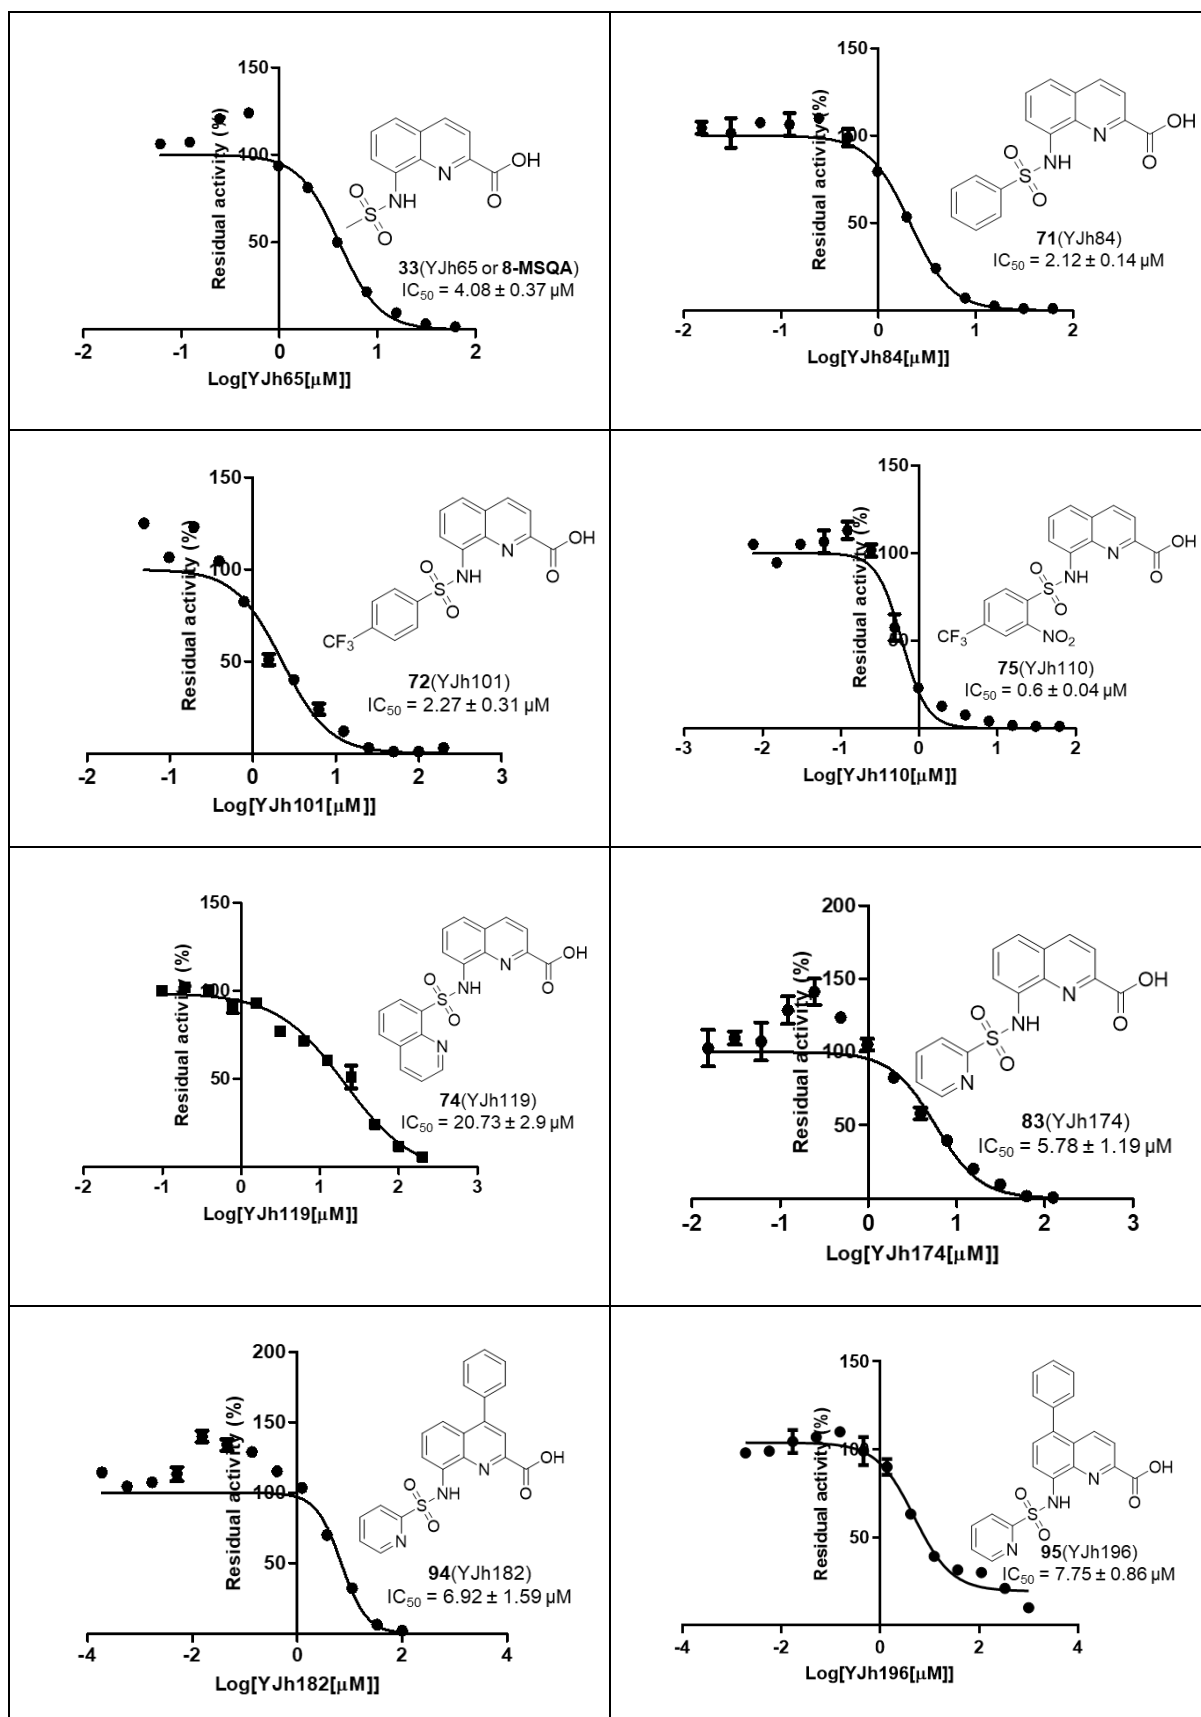 150
100
50
Residual activity (%)
O
S
O
NH
N
O
OH
33(YJh65 or 8-MSQA)
IC50 = 4.08 ± 0.37 µM
-2 -1 0 1 2
Log[YJh65[µM]]
150
100
50
Residual activity (%)
O
S
O
NH
N
O
OH
71(YJh84)
IC50 = 2.12 ± 0.14 µM
-2 -1 0 1 2
Log[YJh84[µM]]
150
100
50
Residual activity (%)
CF3
O
S
O
NH
N
O
OH
72(YJh101)
IC50 = 2.27 ± 0.31 µM
-2 -1 0 1 2 3
Log[YJh101[µM]]
150
100
50
Residual activity (%)
CF3
NO2
O
S
O
NH
N
O
OH
75(YJh110)
IC50 = 0.6 ± 0.04 µM
-3 -2 -1 0 1 2
Log[YJh110[µM]]
150
100
50
Residual activity (%)
N
O
S
O
NH
N
O
OH
74(YJh119)
IC50 = 20.73 ± 2.9 µM
-2 -1 0 1 2 3
Log[YJh119[µM]]
200
150
100
50
Residual activity (%)
N
O
S
O
NH
N
O
OH
83(YJh174)
IC50 = 5.78 ± 1.19 µM
-2 -1 0 1 2 3
Log[YJh174[µM]]
200
150
100
50
Residual activity (%)
N
O
S
O
NH
N
O
OH
94(YJh182)
IC50 = 6.92 ± 1.59 µM
-4 -2 0 2 4
Log[YJh182[µM]]
150
100
50
Residual activity (%)
N
O
S
O
NH
N
O
OH
95(YJh196)
IC50 = 7.75 ± 0.86 µM
-4 -2 0 2 4
Log[YJh196[µM]]